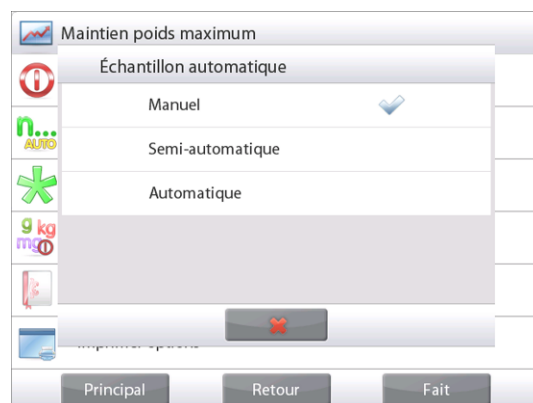 Maintien poids maximum
Échantillon automatique
Manuel
n...
AUTO
Semi-automatique
Automatique
g kg
mg
Principal
Retour
Fait